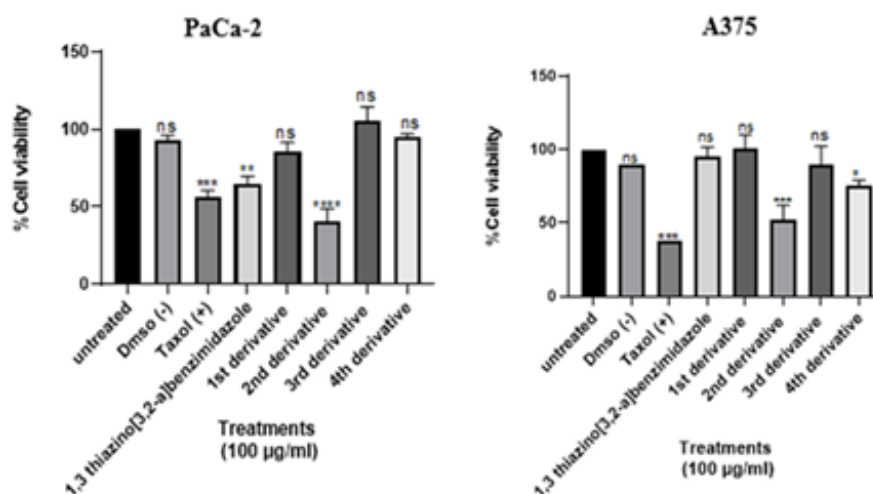 PaCa-2
150
100
50
0
%Cell viability
ns
***
**
ns
****
ns
ns
untreated
Dmso (-)
Taxol (+)
1,3 thiazino[3,2-a]benzimidazole
1st derivative
2nd derivative
3rd derivative
4th derivative
Treatments
(100 µg/ml)
A375
150
100
50
0
%Cell viability
ns
***
ns
ns
***
ns
*
untreated
Dmso (-)
Taxol (+)
1,3 thiazino[3,2-a]benzimidazole
1st derivative
2nd derivative
3rd derivative
4th derivative
Treatments
(100 µg/ml)